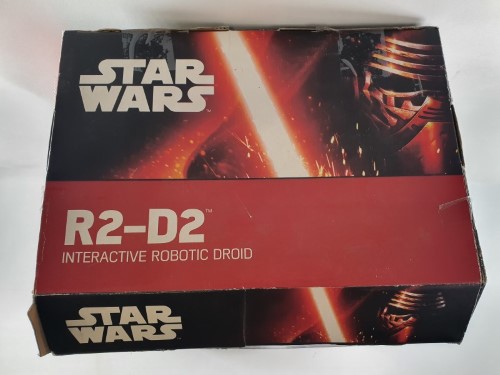 STAR
WARS
R2-D2™
INTERACTIVE ROBOTIC DROID
STAR
WARS